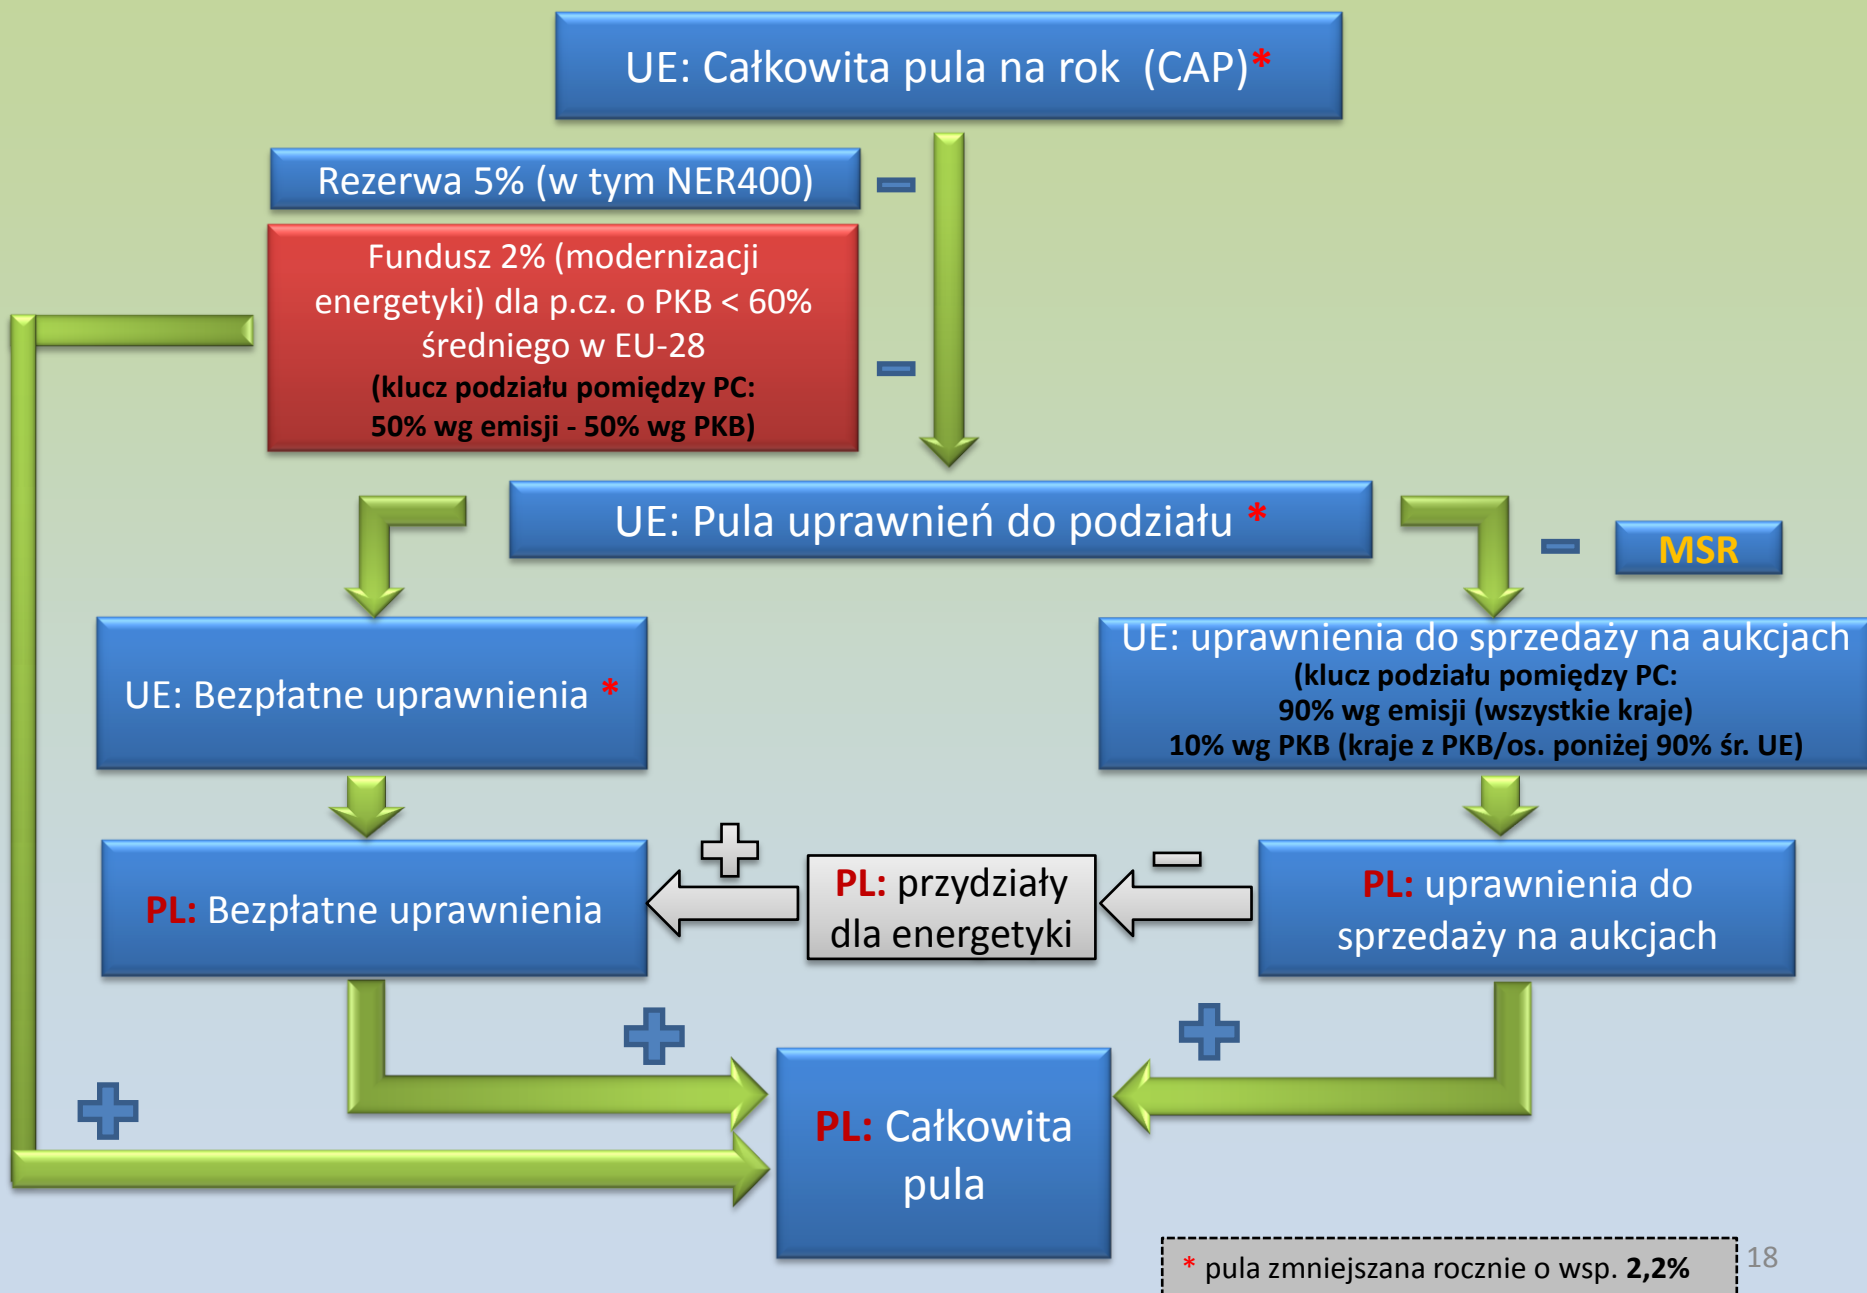 UE: Całkowita pula na rok (CAP)*
Rezerwa 5% (w tym NER400)
Fundusz 2% (modernizacji
energetyki) dla p.cz. o PKB < 60%
średniego w EU-28
(klucz podziału pomiędzy PC:
50% wg emisji - 50% wg PKB)
UE: Pula uprawnień do podziału *
MSR
UE: Bezpłatne uprawnienia *
UE: uprawnienia do sprzedaży na aukcjach
(klucz podziału pomiędzy PC:
90% wg emisji (wszystkie kraje)
10% wg PKB (kraje z PKB/os. poniżej 90% śr. UE)
PL: Bezpłatne uprawnienia
PL: przydziały
dla energetyki
PL: uprawnienia do
sprzedaży na aukcjach
PL: Całkowita
pula
* pula zmniejszana rocznie o wsp. 2,2%
18